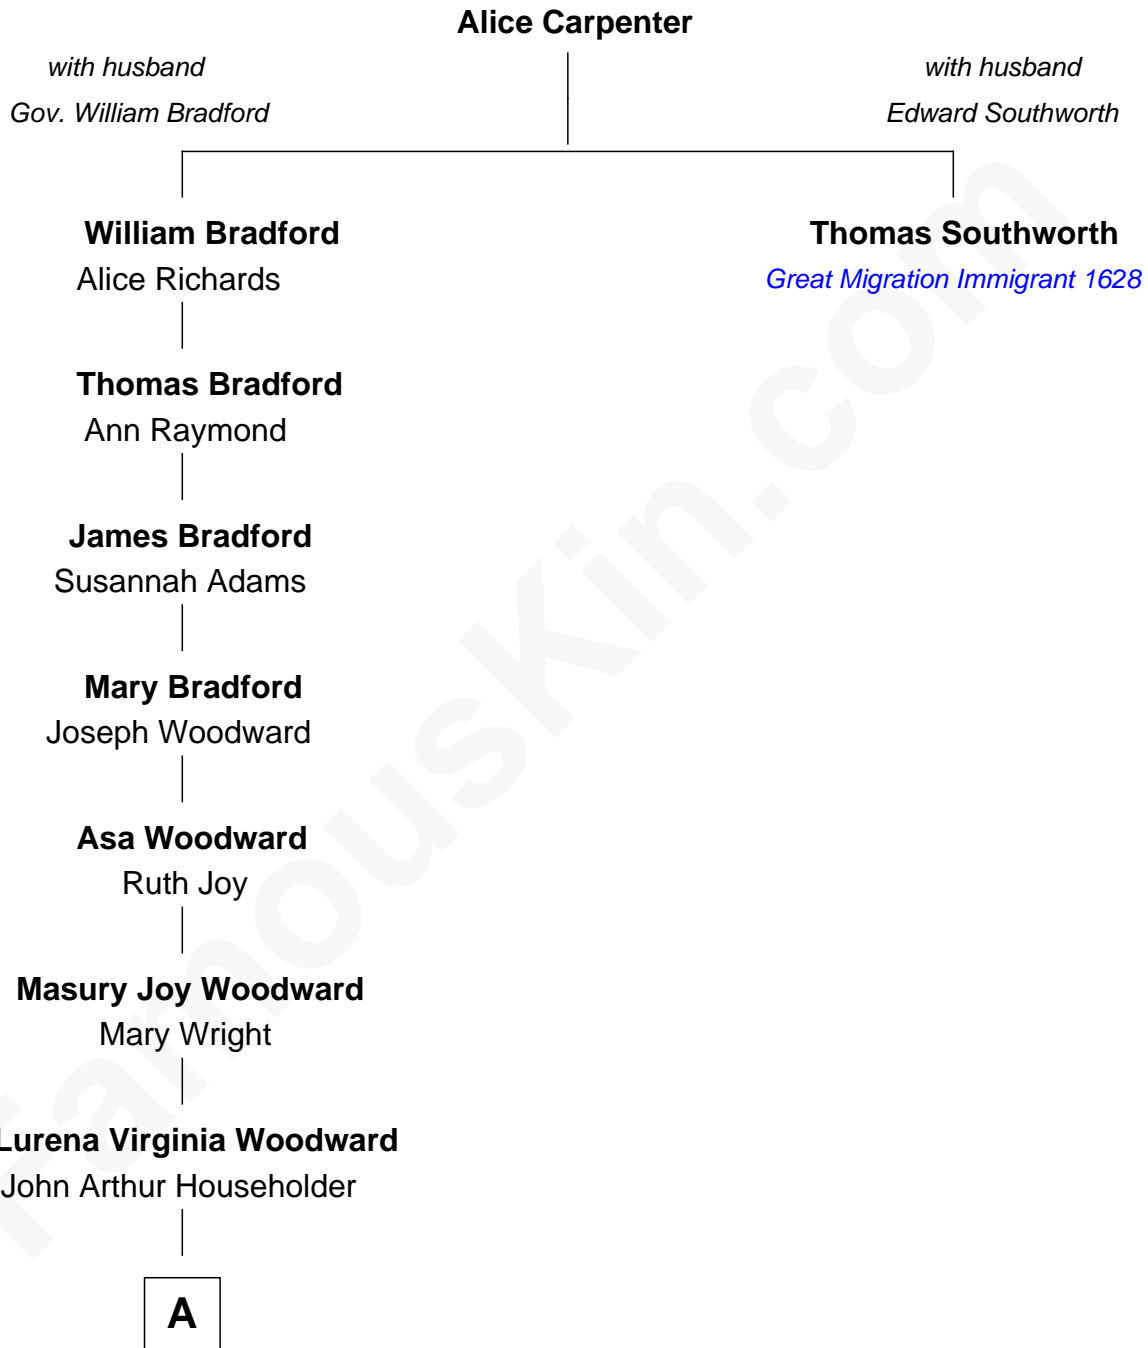 Alice Carpenter
with husband
Gov. William Bradford
with husband
Edward Southworth
William Bradford
Alice Richards
Thomas Southworth
Great Migration Immigrant 1628
Thomas Bradford
Ann Raymond
James Bradford
Susannah Adams
Mary Bradford
Joseph Woodward
Asa Woodward
Ruth Joy
Masury Joy Woodward
Mary Wright
Lurena Virginia Woodward
John Arthur Householder
A
FamousKin.com